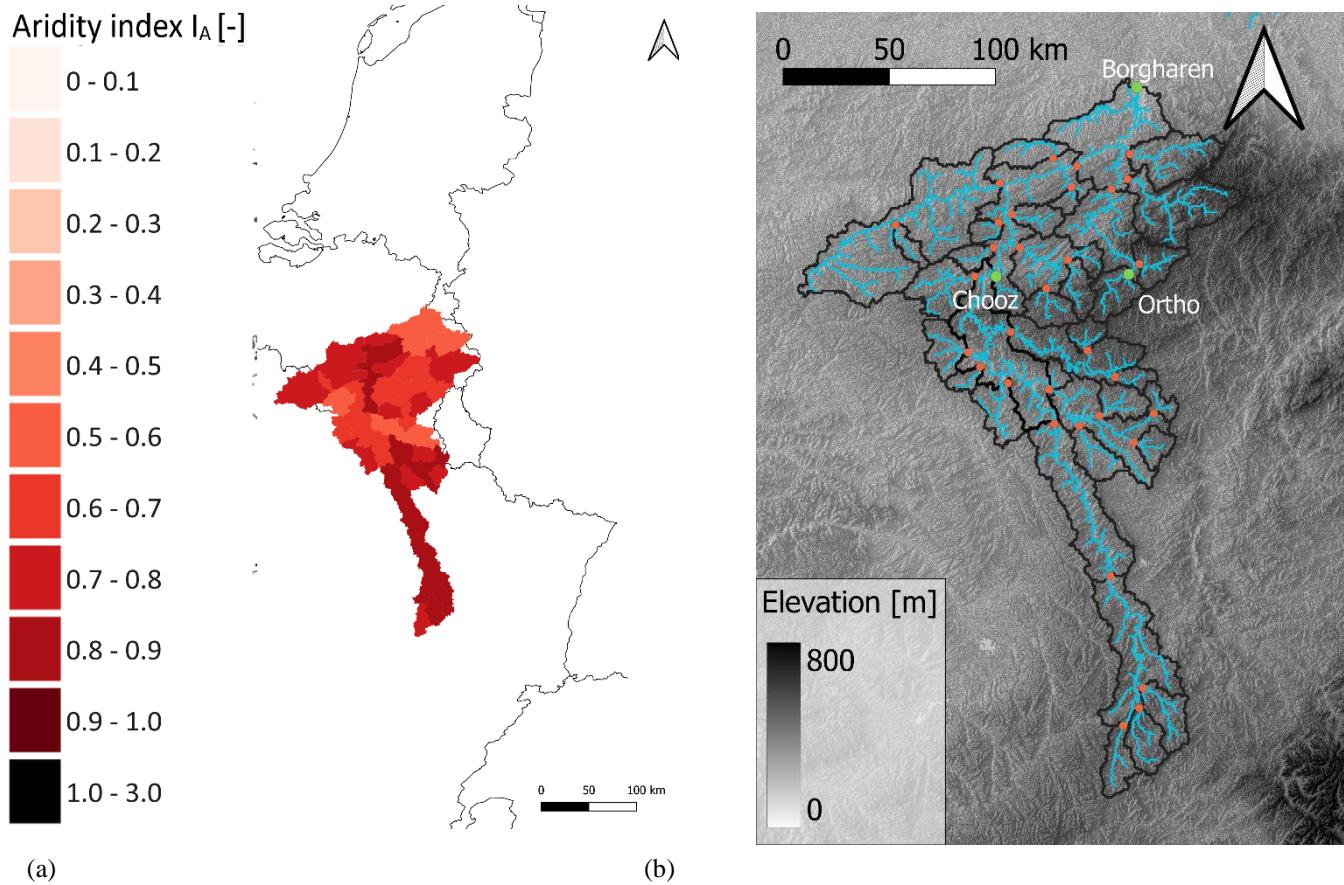 Aridity index I_A [-]
0 - 0.1
0.1 - 0.2
0.2 - 0.3
0.3 - 0.4
0.4 - 0.5
0.5 - 0.6
0.6 - 0.7
0.7 - 0.8
0.8 - 0.9
0.9 - 1.0
1.0 - 3.0
0 50 100 km
(a)
0 50 100 km
Borgharen
Chooz
Ortho
Elevation [m]
800
0
(b)